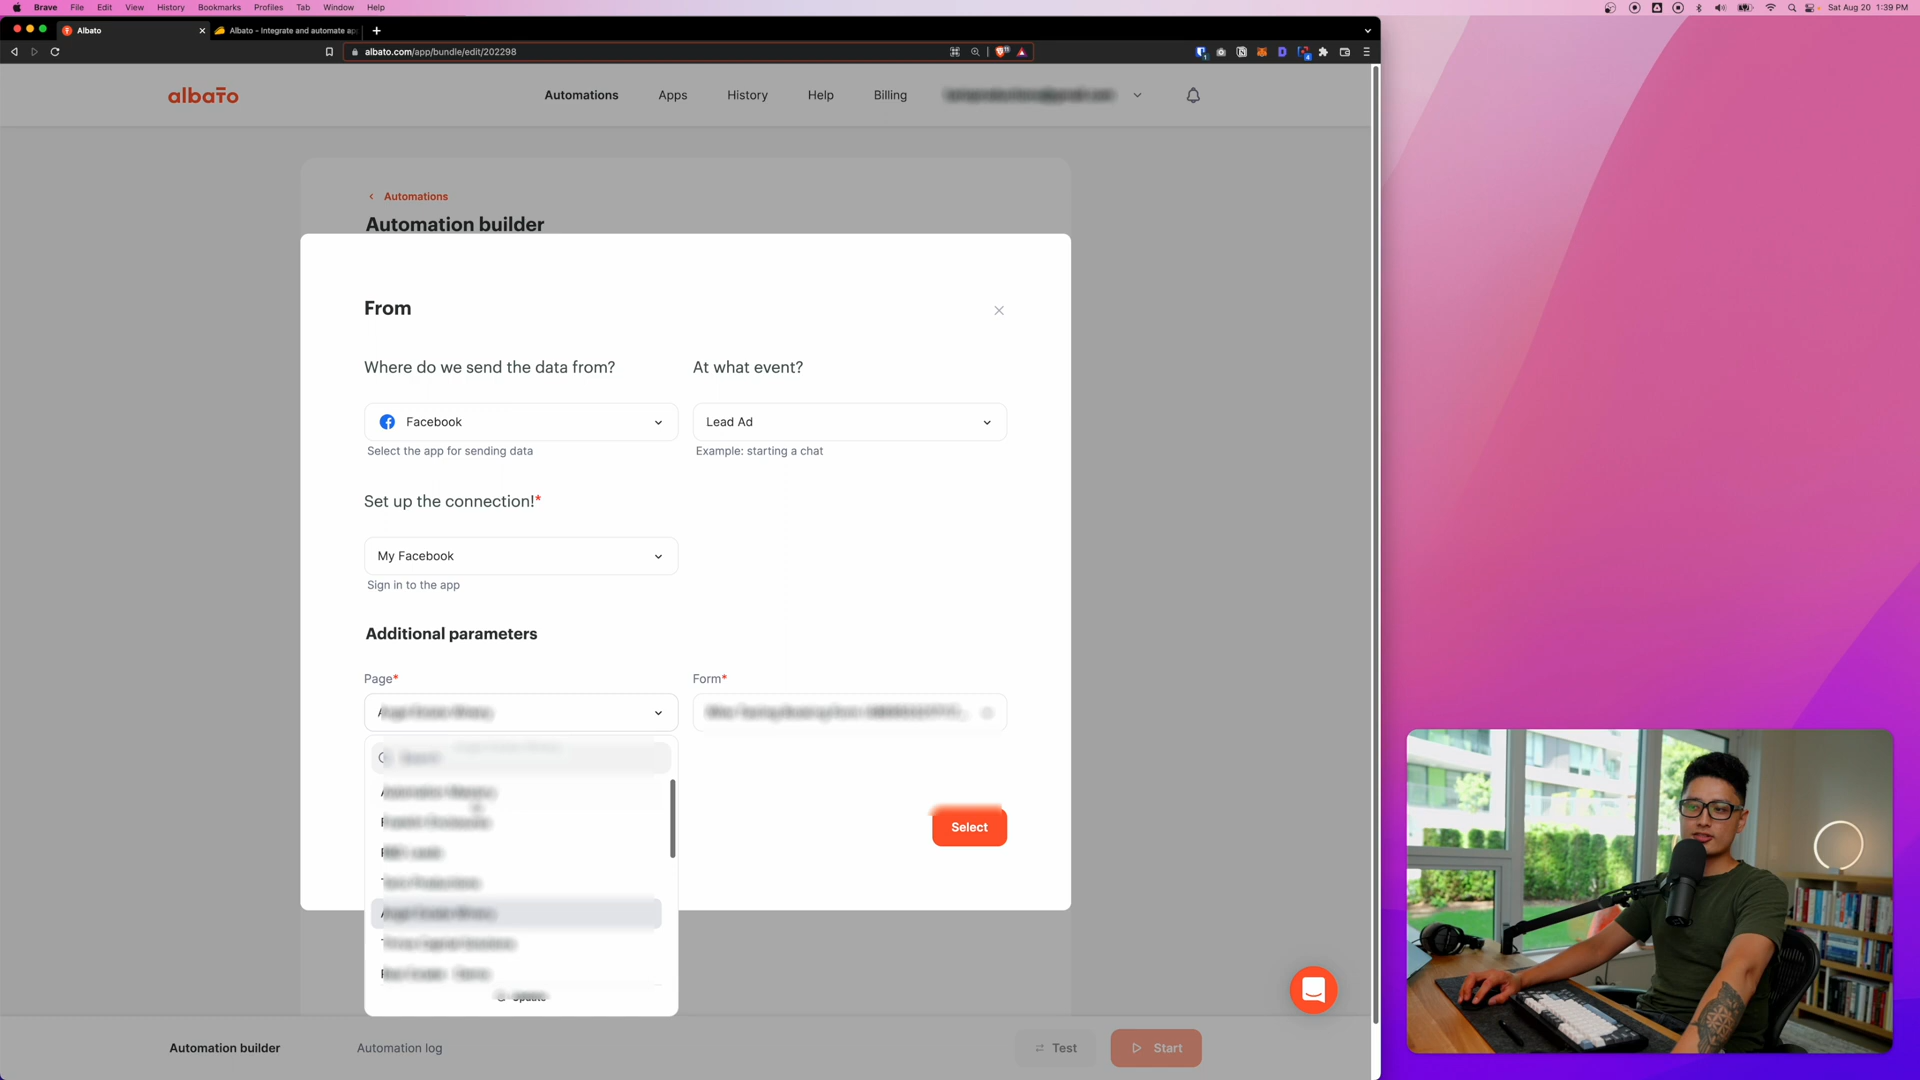 Brave File Edit View History Bookmarks Profiles Tab Window Help
Sat Aug 20 1:39 PM
Albato
Albato - Integrate and automate ap
albato.com/app/bundle/edit/202298
albato
Automations Apps History Help Billing
Automations
Automation builder
From
Where do we send the data from?
At what event?
Facebook
Lead Ad
Select the app for sending data
Example: starting a chat
Set up the connection!*
My Facebook
Sign in to the app
Additional parameters
Page*
Form*
Select
Update
Automation builder
Automation log
Test
Start